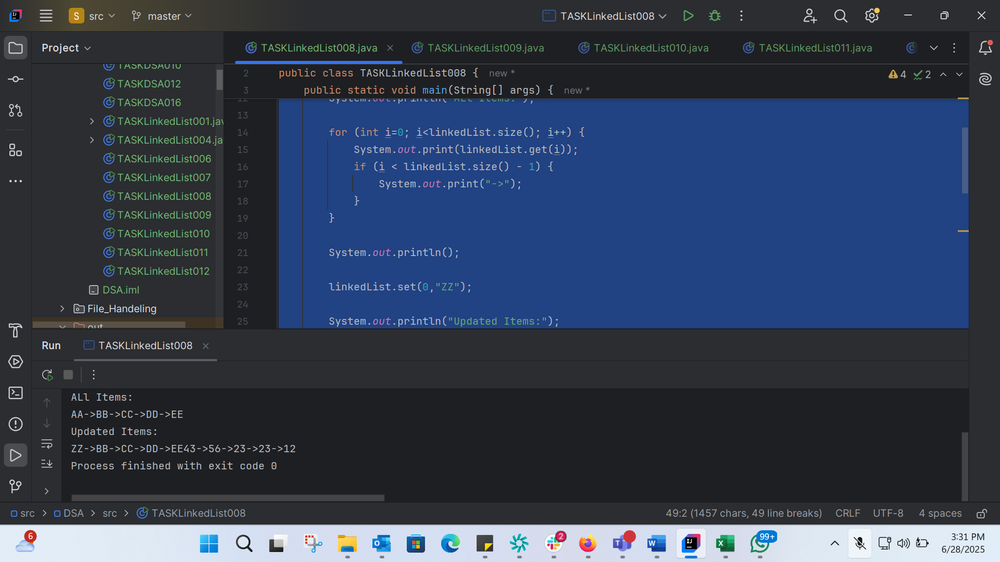 S src master TASKLinkedList008
Project
TASKLinkedList008.java TASKLinkedList009.java TASKLinkedList010.java TASKLinkedList011.java
TASKDSA010
TASKDSA012
TASKDSA016
TASKLinkedList001.jav
TASKLinkedList004.ja
TASKLinkedList006
TASKLinkedList007
TASKLinkedList008
TASKLinkedList009
TASKLinkedList010
TASKLinkedList011
TASKLinkedList012
DSA.iml
File_Handeling
out
2 public class TASKLinkedList008 { new *
4 2
3 public static void main(String[] args) { new *
12 System.out.println("ALl Items:");
13
14 for (int i=0; i<linkedList.size(); i++) {
15 System.out.print(linkedList.get(i));
16 if (i < linkedList.size() - 1) {
17 System.out.print("->");
18 }
19 }
20
21 System.out.println();
22
23 linkedList.set(0,"ZZ");
24
25 System.out.println("Updated Items:");
Run TASKLinkedList008
ALl Items:
AA->BB->CC->DD->EE
Updated Items:
ZZ->BB->CC->DD->EE43->56->23->23->12
Process finished with exit code 0
src > DSA > src > TASKLinkedList008
49:2 (1457 chars, 49 line breaks) CRLF UTF-8 4 spaces
6
2
99+
3:31 PM
6/28/2025